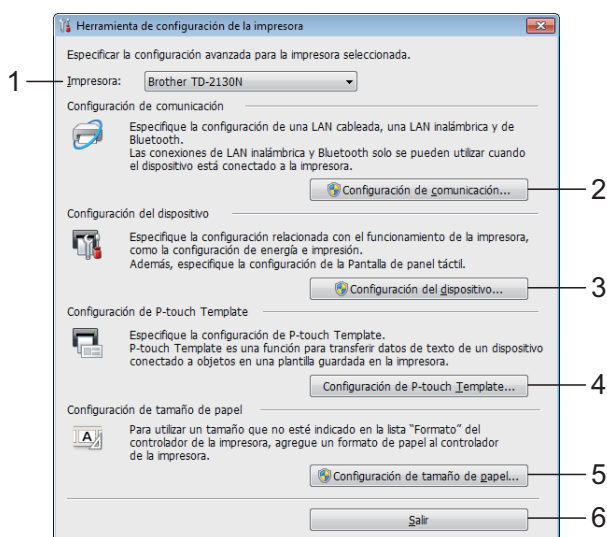 Herramienta de configuración de la impresora
Especificar la configuración avanzada para la impresora seleccionada.
1
Impresora:
Brother TD-2130N
Configuración de comunicación
Especifique la configuración de una LAN cableada, una LAN inalámbrica y de
Bluetooth.
Las conexiones de LAN inalámbrica y Bluetooth solo se pueden utilizar cuando
el dispositivo está conectado a la impresora.
Configuración de comunicación...
2
Configuración del dispositivo
Especifique la configuración relacionada con el funcionamiento de la impresora,
como la configuración de energía e impresión.
Además, especifique la configuración de la Pantalla de panel táctil.
Configuración del dispositivo...
3
Configuración de P-touch Template
Especifique la configuración de P-touch Template.
P-touch Template es una función para transferir datos de texto de un dispositivo
conectado a objetos en una plantilla guardada en la impresora.
Configuración de P-touch Template...
4
Configuración de tamaño de papel
A
Para utilizar un tamaño que no esté indicado en la lista "Formato" del
controlador de la impresora, agregue un formato de papel al controlador
de la impresora.
Configuración de tamaño de papel...
5
Salir
6